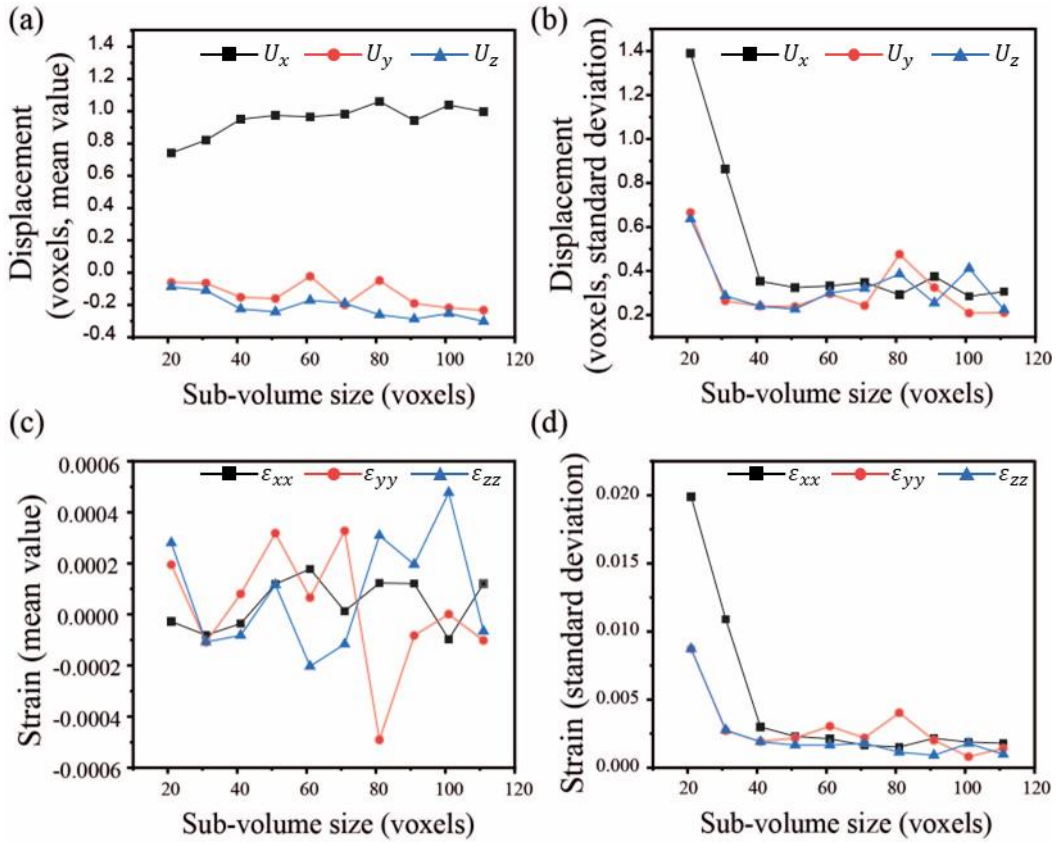 (a)
U_x U_y U_z
Displacement
(voxels, mean value)
1.4
1.2
1.0
0.8
0.6
0.4
0.2
0.0
-0.2
-0.4
20 40 60 80 100 120
Sub-volume size (voxels)
(b)
U_x U_y U_z
Displacement
(voxels, standard deviation)
1.4
1.2
1.0
0.8
0.6
0.4
0.2
20 40 60 80 100 120
Sub-volume size (voxels)
(c)
ε_xx ε_yy ε_zz
Strain (mean value)
0.0006
0.0004
0.0002
0.0000
-0.0002
-0.0004
-0.0006
20 40 60 80 100 120
Sub-volume size (voxels)
(d)
ε_xx ε_yy ε_zz
Strain (standard deviation)
0.020
0.015
0.010
0.005
0.000
20 40 60 80 100 120
Sub-volume size (voxels)